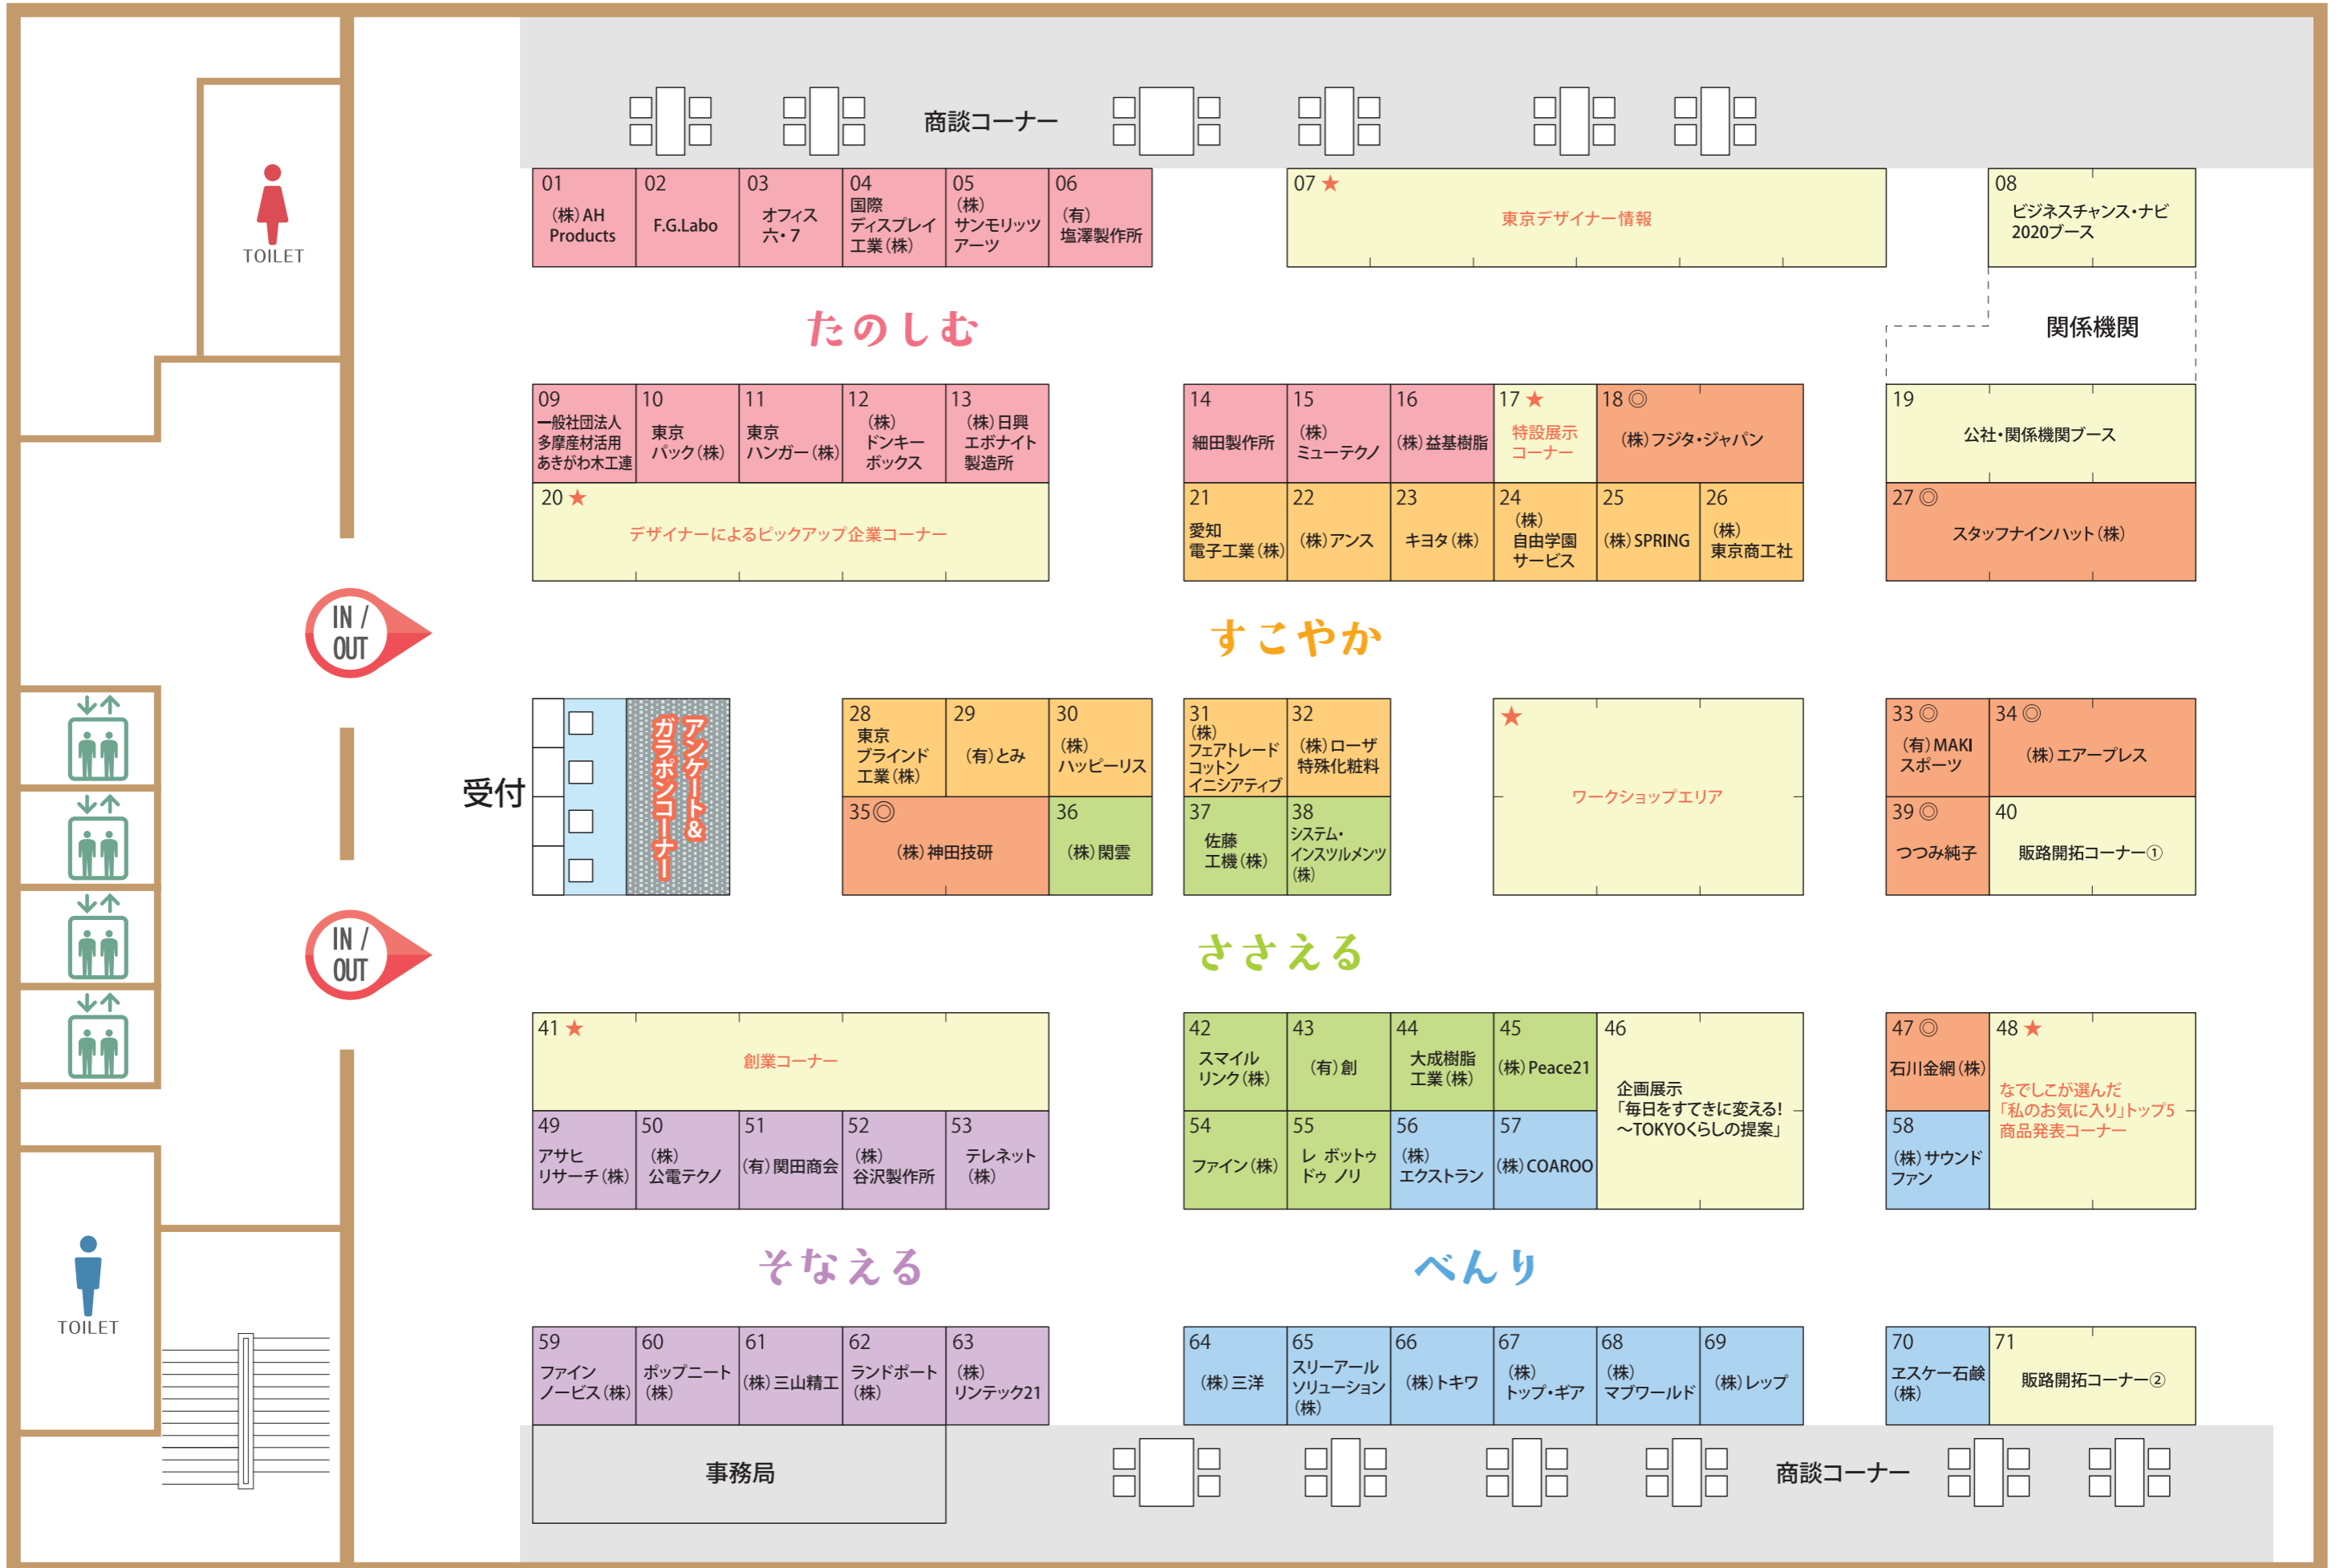 商談コーナー
TOILET
01
(株)AH
Products
02
F.G.Labo
03
オフィス
六・7
04
国際
ディスプレイ
工業(株)
05
(株)
サンモリッツ
アーツ
06
(有)
塩澤製作所
07 ★
東京デザイナー情報
08
ビジネスチャンス・ナビ
2020ブース
たのしむ
関係機関
09
一般社団法人
多摩産材活用
あきがわ木工連
10
東京
パック(株)
11
東京
ハンガー(株)
12
(株)
ドンキー
ボックス
13
(株)日興
エボナイト
製造所
14
細田製作所
15
(株)
ミューテクノ
16
(株)益基樹脂
17 ★
特設展示
コーナー
18 ◎
(株)フジタ・ジャパン
19
公社・関係機関ブース
20 ★
デザイナーによるピックアップ企業コーナー
21
愛知
電子工業(株)
22
(株)アンス
23
キヨタ(株)
24
(株)
自由学園
サービス
25
(株)SPRING
26
(株)
東京商工社
27 ◎
スタッフナインハット(株)
IN /
OUT
すこやか
受付
アンケート&
ガラポンコーナー
28
東京
ブラインド
工業(株)
29
(有)とみ
30
(株)
ハッピーリス
31
(株)
フェアトレード
コットン
イニシアティブ
32
(株)ローザ
特殊化粧料
★
ワークショップエリア
33 ◎
(有)MAKI
スポーツ
34 ◎
(株)エアープレス
35◎
(株)神田技研
36
(株)閑雲
37
佐藤
工機(株)
38
システム・
インスツルメンツ
(株)
39 ◎
つつみ純子
40
販路開拓コーナー①
IN /
OUT
ささえる
41 ★
創業コーナー
42
スマイル
リンク(株)
43
(有)創
44
大成樹脂
工業(株)
45
(株)Peace21
46
企画展示
「毎日をすてきに変える!
～TOKYOくらしの提案」
47 ◎
石川金網(株)
48 ★
なでしこが選んだ
「私のお気に入り」トップ5
商品発表コーナー
49
アサヒ
リサーチ(株)
50
(株)
公電テクノ
51
(有)関田商会
52
(株)
谷沢製作所
53
テレネット
(株)
54
ファイン(株)
55
レ ボットゥ
ドゥ ノリ
56
(株)
エクストラン
57
(株)COAROO
58
(株)サウンド
ファン
そなえる
べんり
TOILET
59
ファイン
ノービス(株)
60
ポップニート
(株)
61
(株)三山精工
62
ランドポート
(株)
63
(株)
リンテック21
64
(株)三洋
65
スリーアール
ソリューション
(株)
66
(株)トキワ
67
(株)
トップ・ギア
68
(株)
マブワールド
69
(株)レップ
70
ヱスケー石鹸
(株)
71
販路開拓コーナー②
事務局
商談コーナー